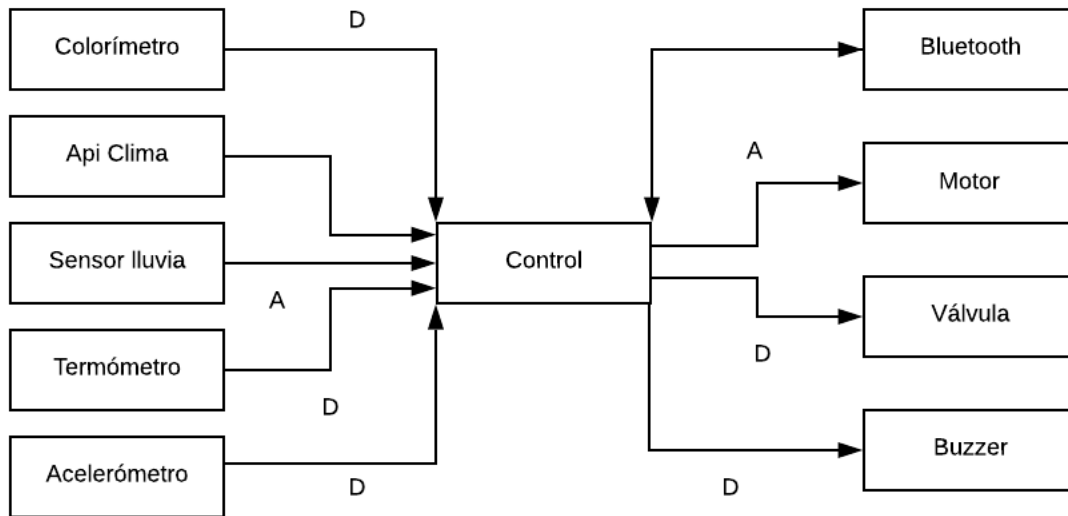 D
Colorímetro
Bluetooth
Api Clima
A
Motor
Sensor lluvia
Control
A
Válvula
Termómetro
D
D
Acelerómetro
Buzzer
D
D